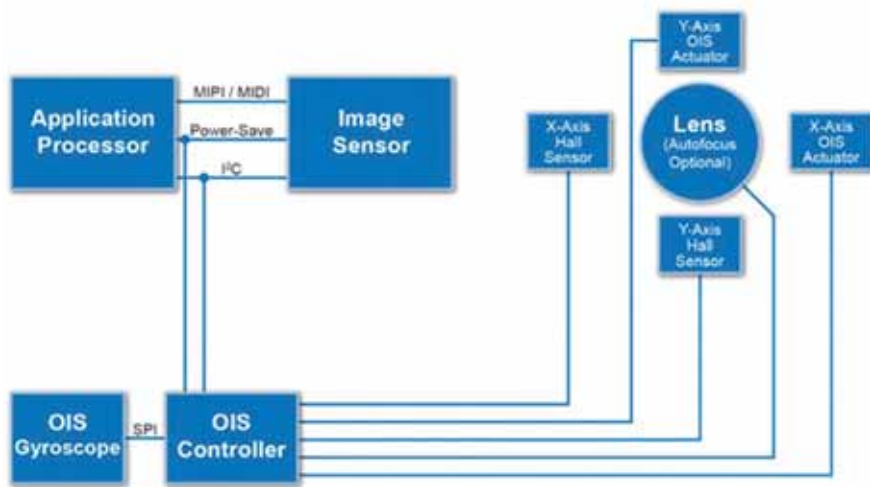 Y-Axis
OIS
Actuator
MIPI / MIDI
Application
Processor
Image
Sensor
Power-Save
I²C
X-Axis
Hall
Sensor
Lens
(Autofocus
Optional)
X-Axis
OIS
Actuator
Y-Axis
Hall
Sensor
OIS
Gyroscope
SPI
OIS
Controller